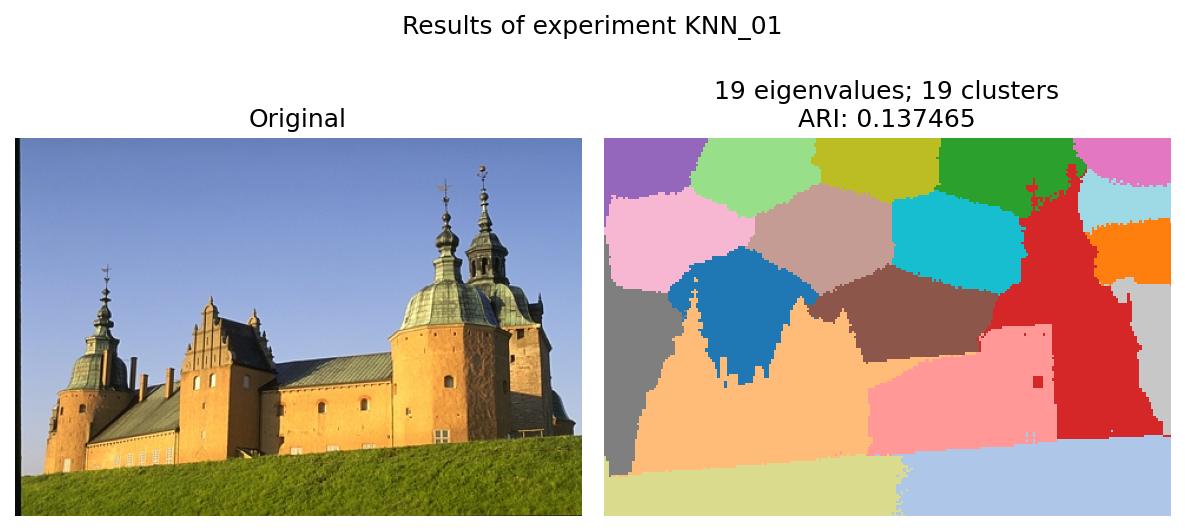 Results of experiment KNN_01
Original
19 eigenvalues; 19 clusters
ARI: 0.137465